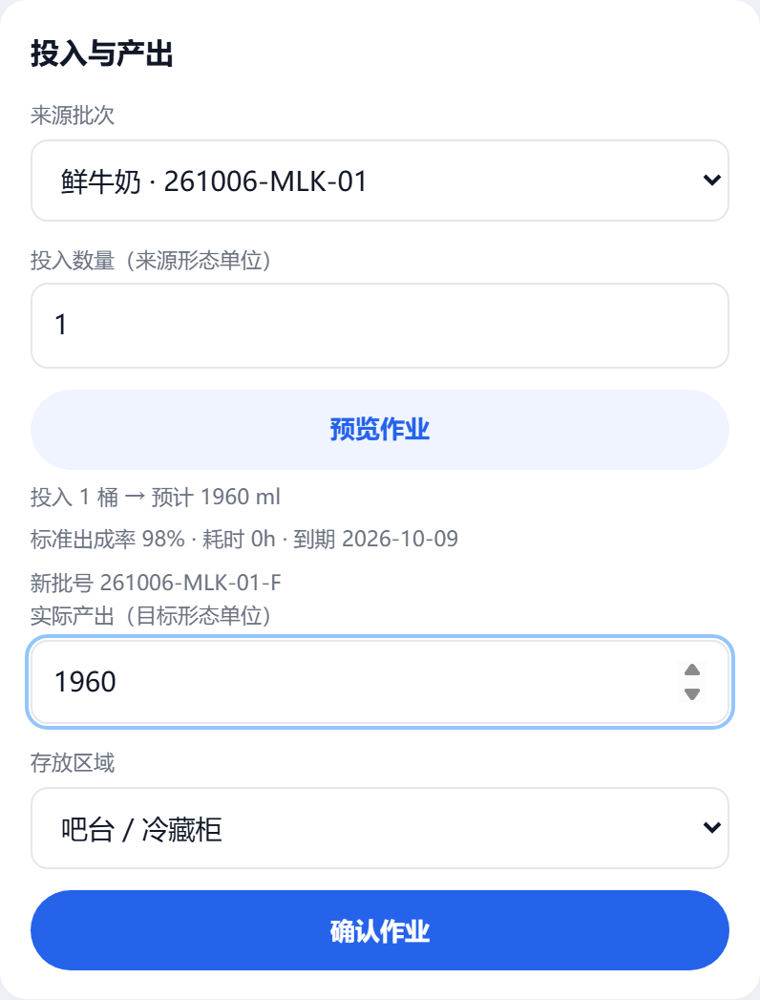 投入与产出
来源批次
鲜牛奶 · 261006-MLK-01
投入数量（来源形态单位）
1
预览作业
投入 1 桶 → 预计 1960 ml
标准出成率 98% · 耗时 0h · 到期 2026-10-09
新批号 261006-MLK-01-F
实际产出（目标形态单位）
1960
存放区域
吧台 / 冷藏柜
确认作业